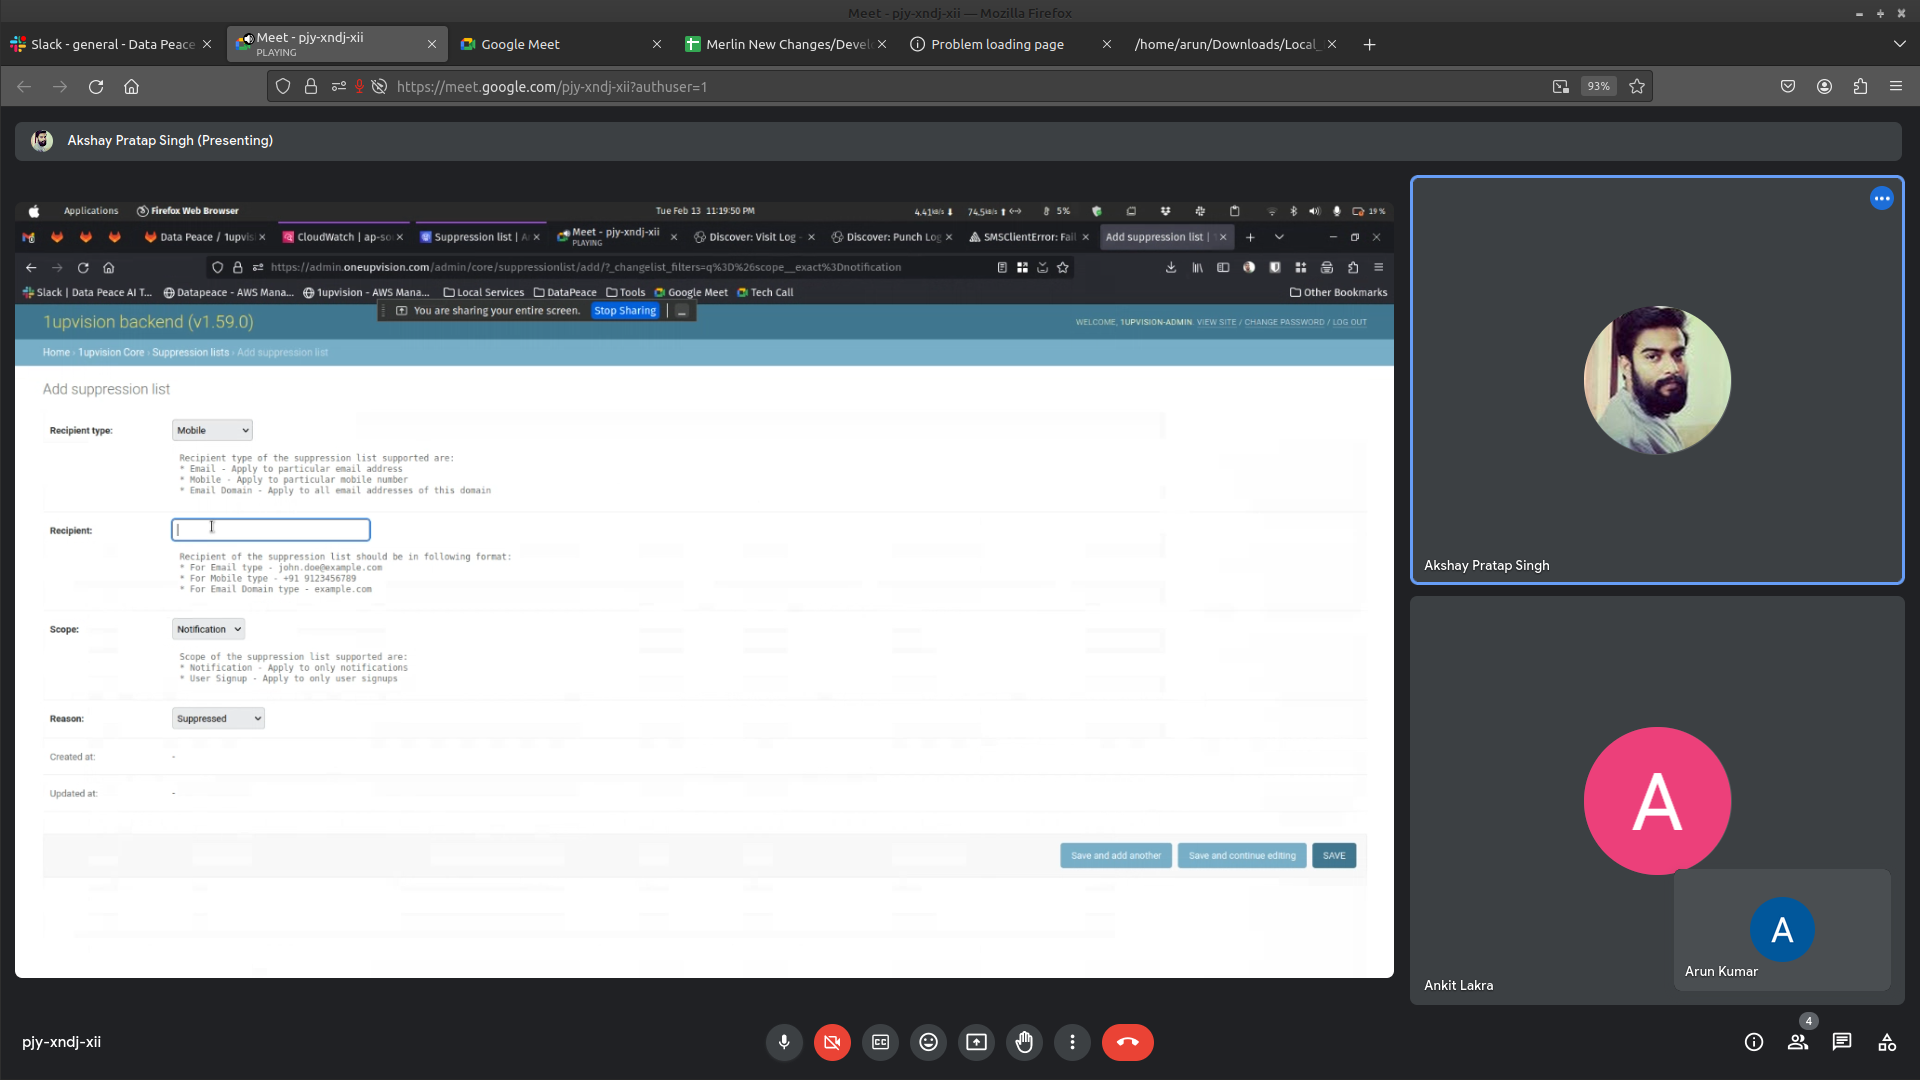 Meet - pjy-xndj-xii — Mozilla Firefox
Slack - general - Data Peace
Meet - pjy-xndj-xii
PLAYING
Google Meet
Merlin New Changes/Devel
Problem loading page
/home/arun/Downloads/Local_
https://meet.google.com/pjy-xndj-xii?authuser=1
93%
Akshay Pratap Singh (Presenting)
Applications
Firefox Web Browser
Tue Feb 13 11:19:50 PM
5%
19 %
Data Peace / 1upvis
CloudWatch | ap-so
Suppression list | A
Meet - pjy-xndj-xii
PLAYING
Discover: Visit Log -
Discover: Punch Log
SMSClientError: Fail
Add suppression list |
https://admin.oneupvision.com/admin/core/suppressionlist/add/?_changelist_filters=q%3D%26scope__exact%3Dnotification
Slack | Data Peace AI T...
Datapeace - AWS Mana...
1upvision - AWS Mana...
Local Services
DataPeace
Tools
Google Meet
Tech Call
Other Bookmarks
You are sharing your entire screen.
Stop Sharing
1upvision backend (v1.59.0)
WELCOME, 1UPVISION-ADMIN. VIEW SITE / CHANGE PASSWORD / LOG OUT
Home › 1upvision Core › Suppression lists › Add suppression list
Add suppression list
Recipient type:
Mobile
Recipient type of the suppression list supported are:
* Email - Apply to particular email address
* Mobile - Apply to particular mobile number
* Email Domain - Apply to all email addresses of this domain
Recipient:
Recipient of the suppression list should be in following format:
* For Email type - john.doe@example.com
* For Mobile type - +91 9123456789
* For Email Domain type - example.com
Scope:
Notification
Scope of the suppression list supported are:
* Notification - Apply to only notifications
* User Signup - Apply to only user signups
Reason:
Suppressed
Created at:
-
Updated at:
-
Save and add another
Save and continue editing
SAVE
Akshay Pratap Singh
A
Ankit Lakra
A
Arun Kumar
pjy-xndj-xii
4